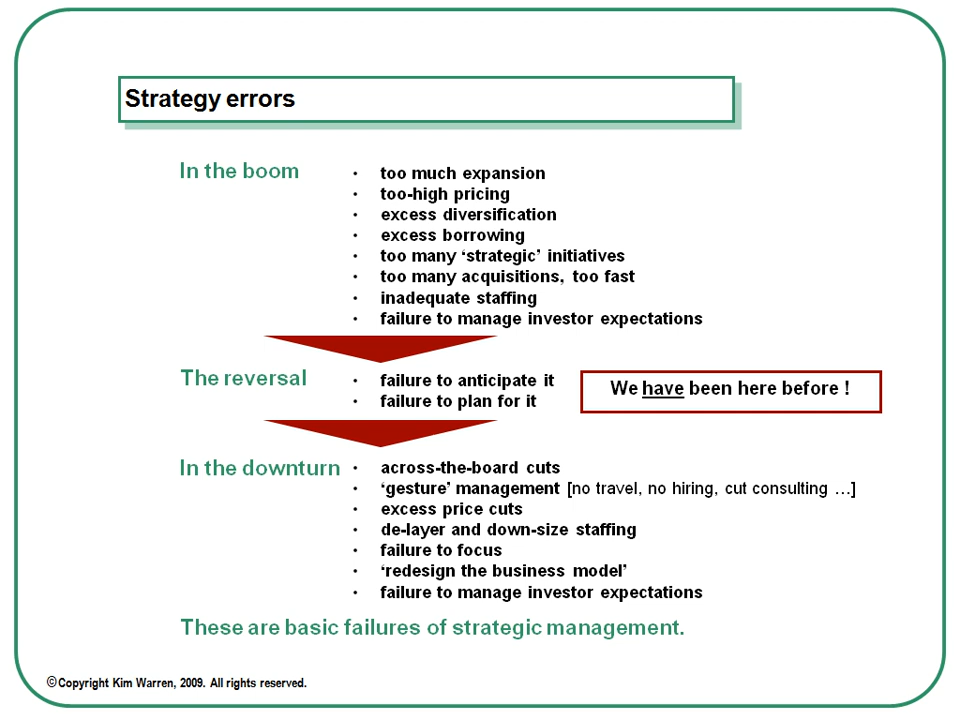 Strategy errors
In the boom
• too much expansion
• too-high pricing
• excess diversification
• excess borrowing
• too many ‘strategic’ initiatives
• too many acquisitions, too fast
• inadequate staffing
• failure to manage investor expectations
The reversal
• failure to anticipate it
• failure to plan for it
We have been here before !
In the downturn
• across-the-board cuts
• ‘gesture’ management [no travel, no hiring, cut consulting …]
• excess price cuts
• de-layer and down-size staffing
• failure to focus
• ‘redesign the business model’
• failure to manage investor expectations
These are basic failures of strategic management.
©Copyright Kim Warren, 2009. All rights reserved.